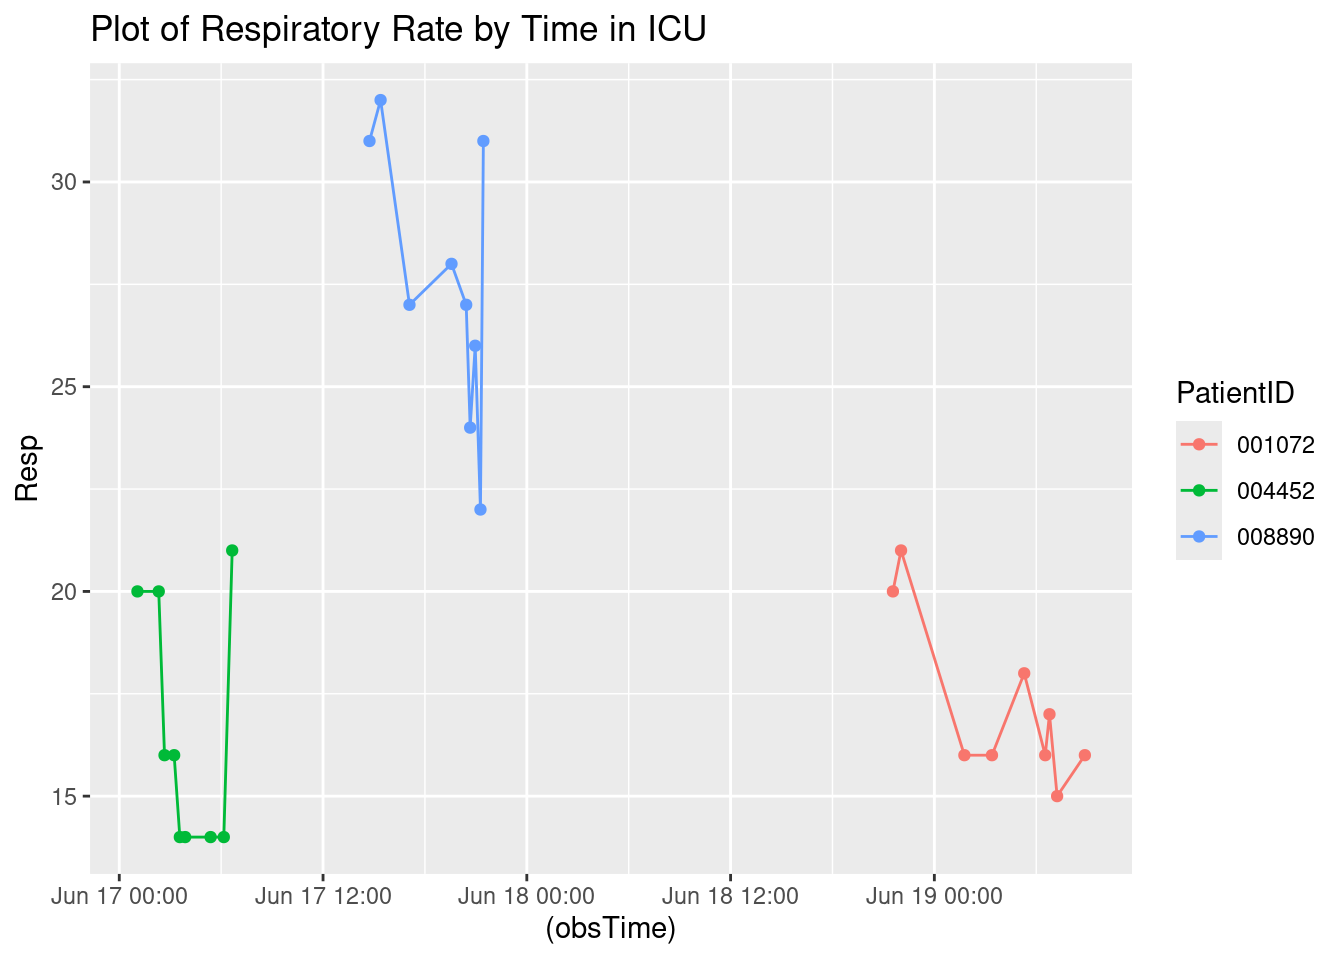 Plot of Respiratory Rate by Time in ICU
30
25
20
15
Resp
Jun 17 00:00
Jun 17 12:00
Jun 18 00:00
Jun 18 12:00
Jun 19 00:00
(obsTime)
PatientID
001072
004452
008890